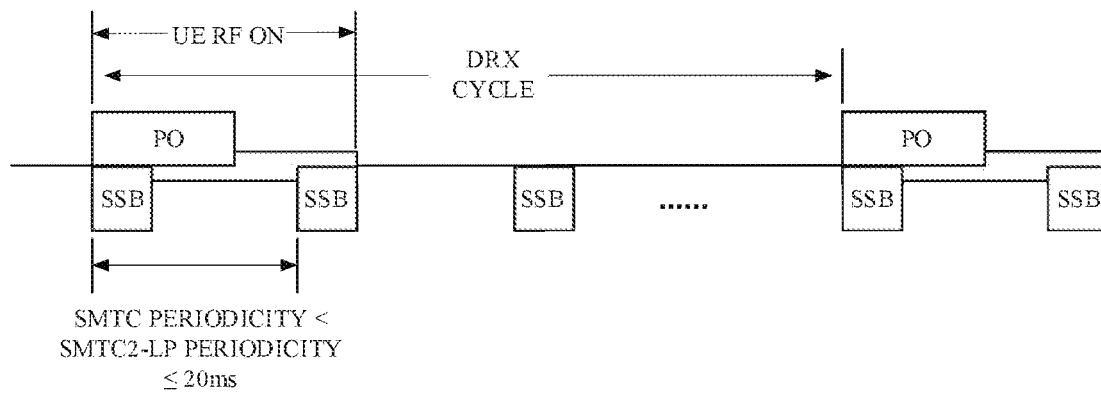 UE RF ON
DRX
CYCLE
PO
PO
SSB
SSB
SSB
......
SSB
SSB
SMTC PERIODICITY <
SMTC2-LP PERIODICITY
≤ 20ms